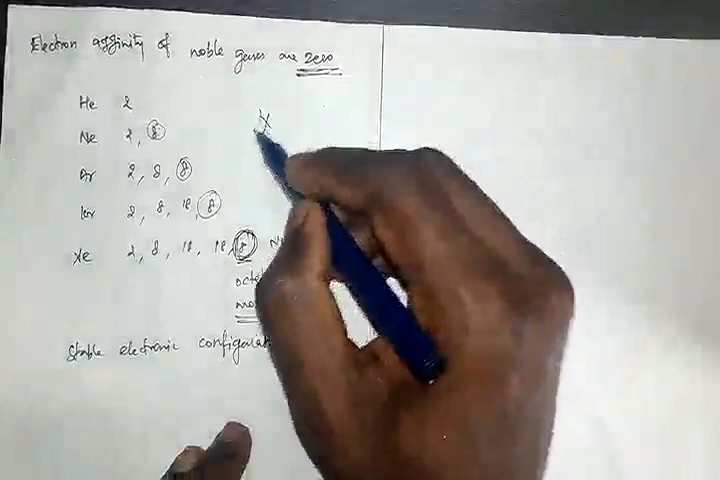 Electron affinity of noble gases are zero
X
He 2
Ne 2, 8
Ar 2, 8, 8
Kr 2, 8, 18, 8
Xe 2, 8, 18, 18, 8
Stable electronic